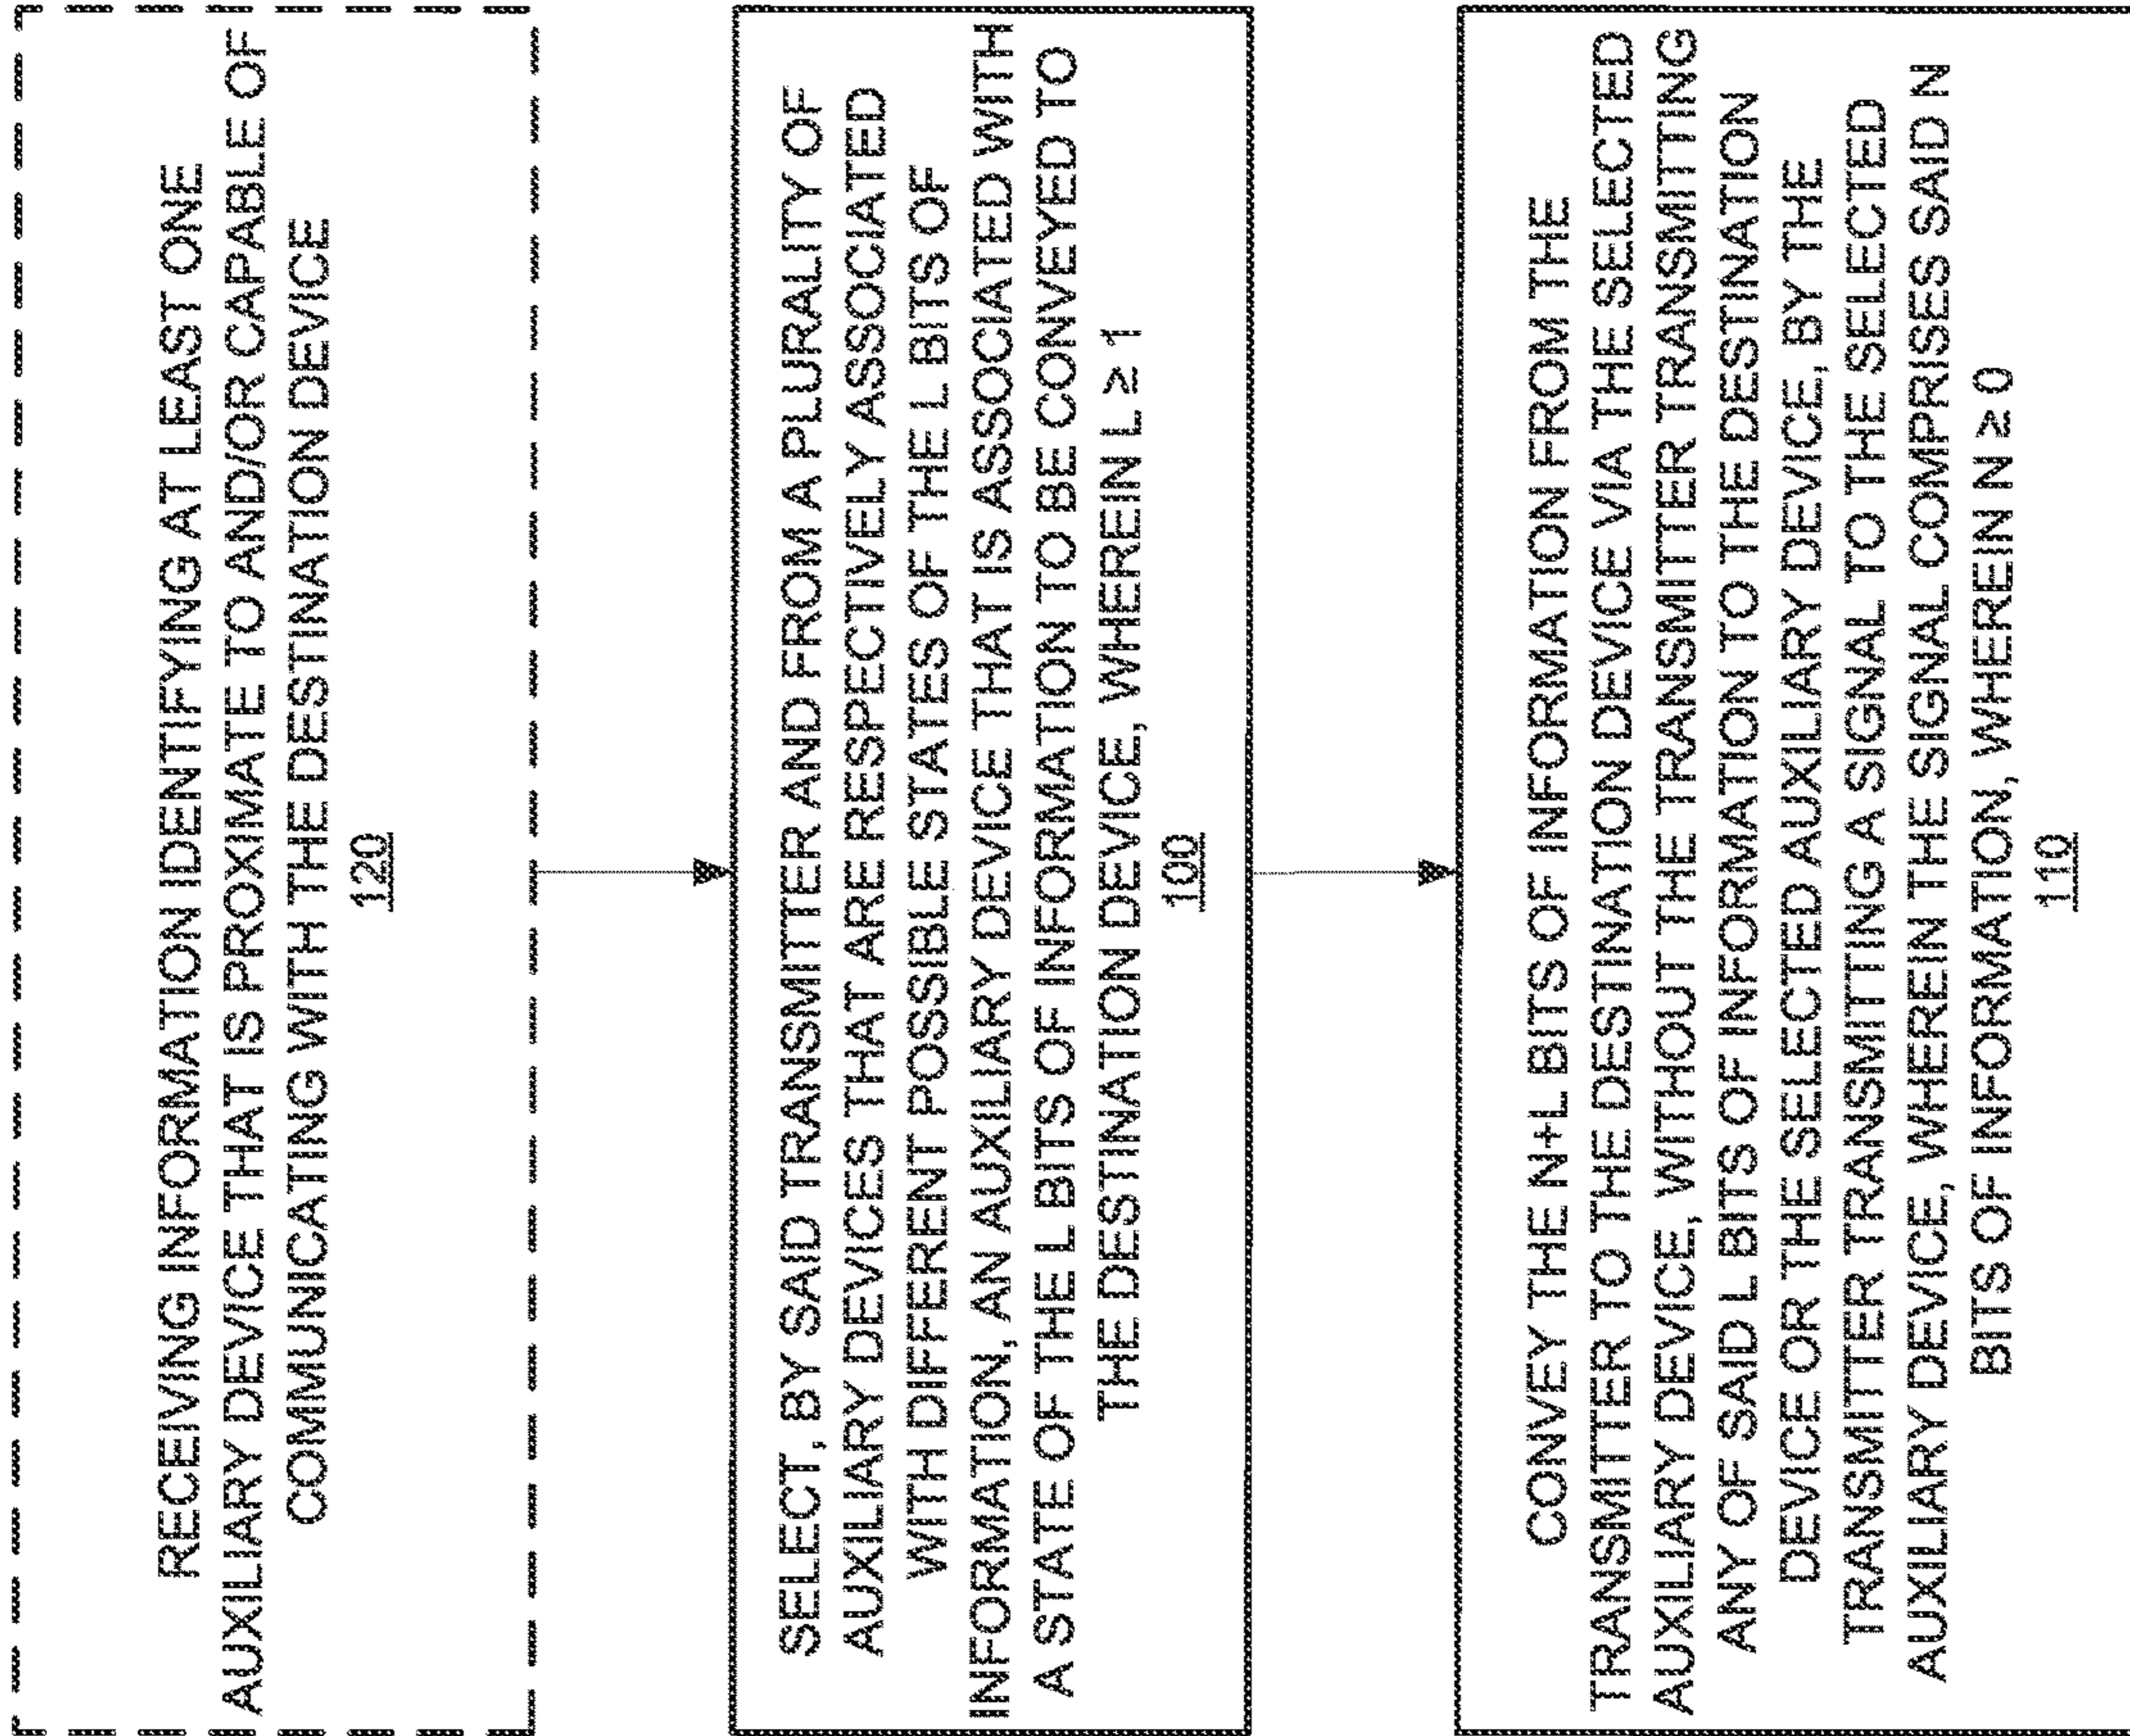 RECEIVING INFORMATION IDENTIFYING AT LEAST ONE
AUXILIARY DEVICE THAT IS PROXIMATE TO AND/OR CAPABLE OF
COMMUNICATING WITH THE DESTINATION DEVICE
120
SELECT, BY SAID TRANSMITTER AND FROM A PLURALITY OF
AUXILIARY DEVICES THAT ARE RESPECTIVELY ASSOCIATED
WITH DIFFERENT POSSIBLE STATES OF THE L BITS OF
INFORMATION, AN AUXILIARY DEVICE THAT IS ASSOCIATED WITH
A STATE OF THE L BITS OF INFORMATION TO BE CONVEYED TO
THE DESTINATION DEVICE, WHEREIN L ≥ 1
100
CONVEY THE N+L BITS OF INFORMATION FROM THE
TRANSMITTER TO THE DESTINATION DEVICE VIA THE SELECTED
AUXILIARY DEVICE, WITHOUT THE TRANSMITTER TRANSMITTING
ANY OF SAID L BITS OF INFORMATION TO THE DESTINATION
DEVICE OR THE SELECTED AUXILIARY DEVICE, BY THE
TRANSMITTER TRANSMITTING A SIGNAL TO THE SELECTED
AUXILIARY DEVICE, WHEREIN THE SIGNAL COMPRISES SAID N
BITS OF INFORMATION, WHEREIN N ≥ 0
110